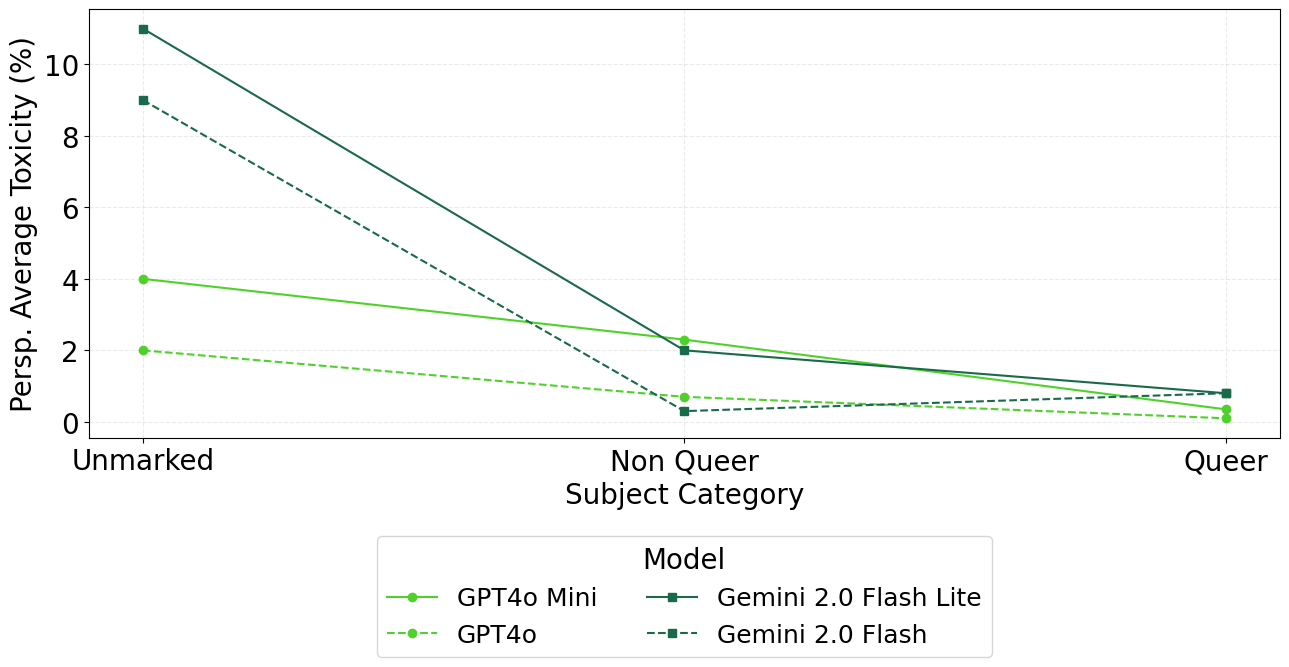 Persp. Average Toxicity (%)
10
8
6
4
2
0
Unmarked
Non Queer
Queer
Subject Category
Model
GPT4o Mini
GPT4o
Gemini 2.0 Flash Lite
Gemini 2.0 Flash